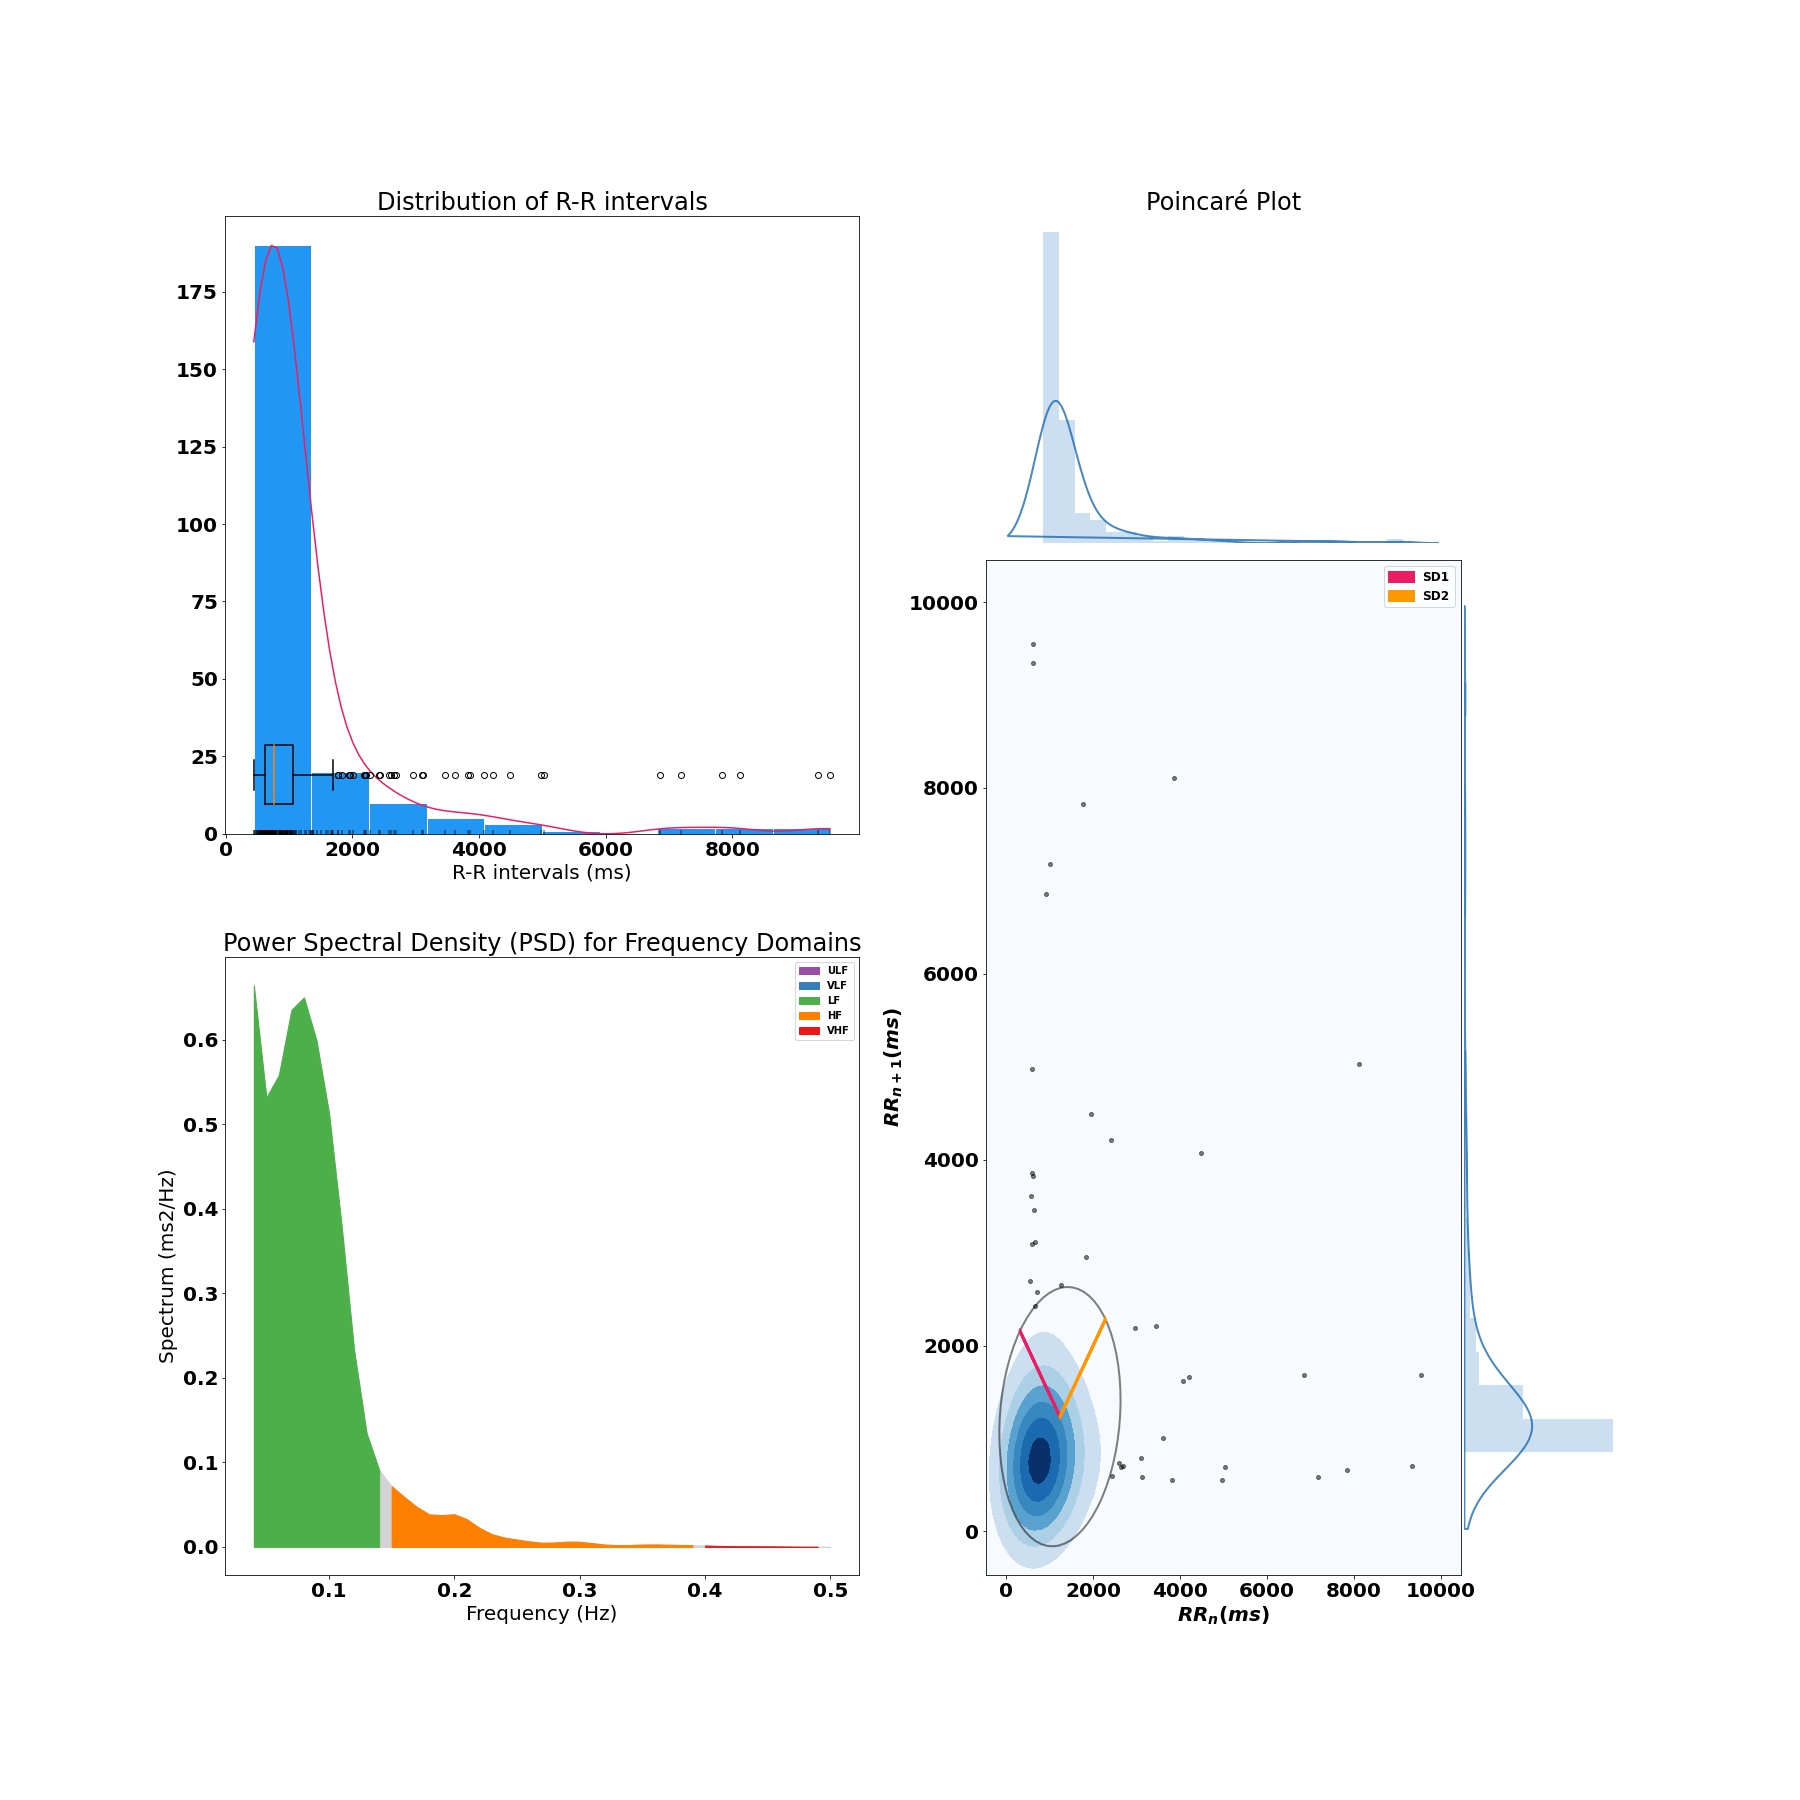 Distribution of R-R intervals
175
150
125
100
75
50
25
0
0 2000 4000 6000 8000
R-R intervals (ms)
Power Spectral Density (PSD) for Frequency Domains
ULF
VLF
LF
HF
VHF
0.6
0.5
0.4
0.3
0.2
0.1
0.0
Spectrum (ms2/Hz)
0.1 0.2 0.3 0.4 0.5
Frequency (Hz)
Poincaré Plot
SD1
SD2
10000
8000
6000
4000
2000
0
RRn+1(ms)
0 2000 4000 6000 8000 10000
RRn(ms)